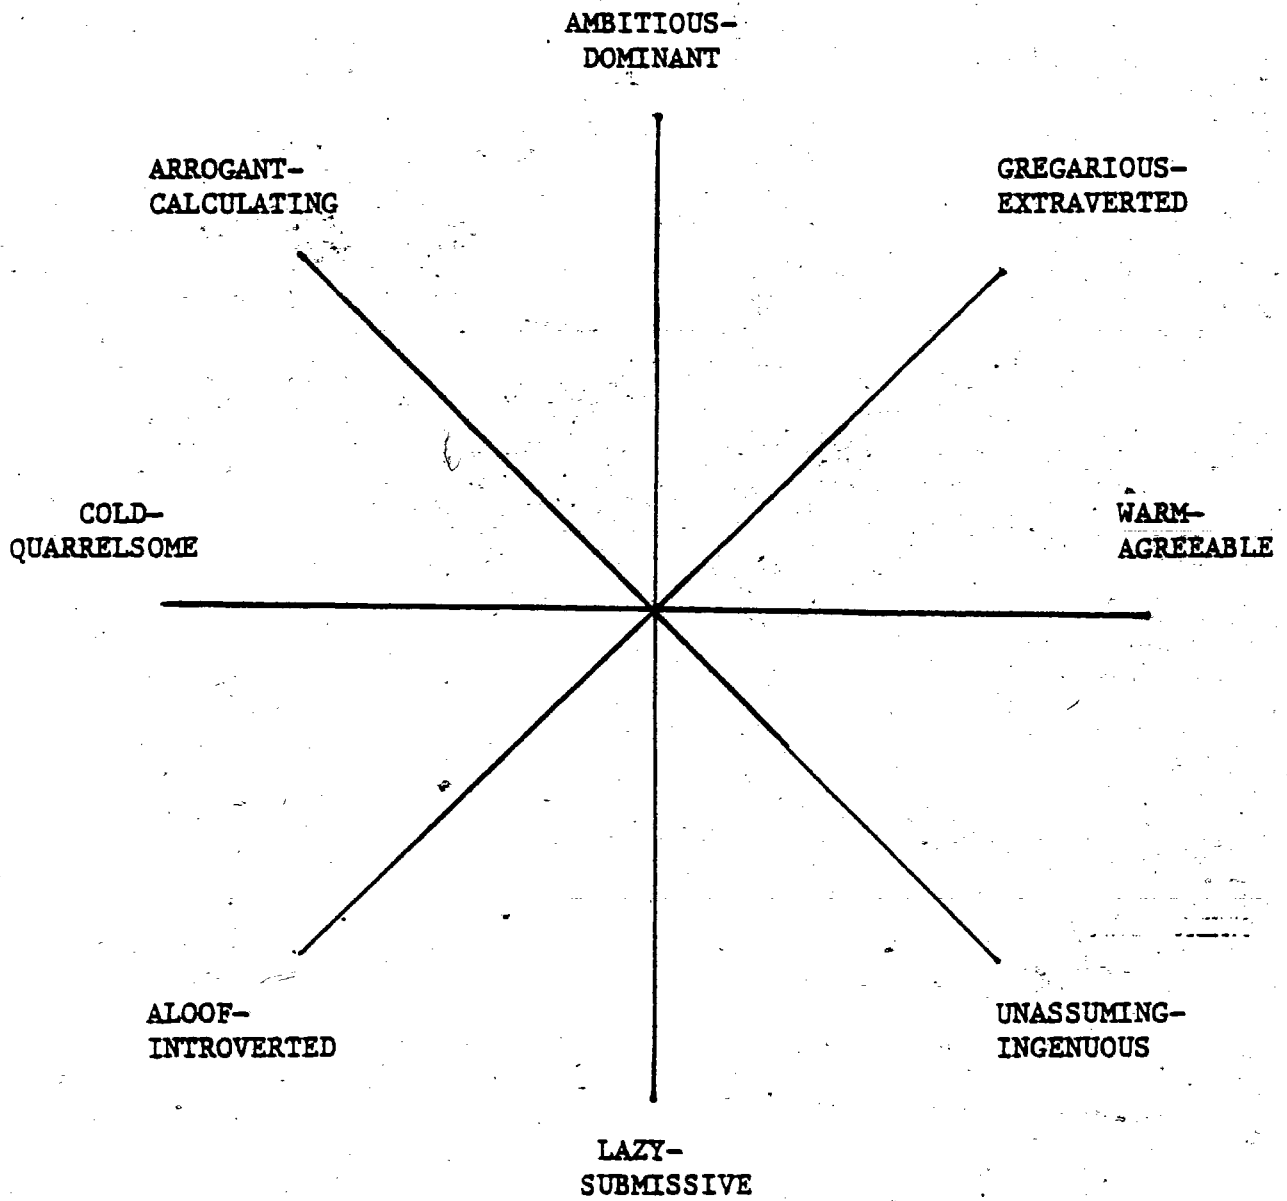 AMBITIOUS-
DOMINANT
ARROGANT-
CALCULATING
GREGARIOUS-
EXTRAVERTED
COLD-
QUARRELSOME
WARM-
AGREEABLE
ALOOF-
INTROVERTED
UNASSUMING-
INGENUOUS
LAZY-
SUBMISSIVE